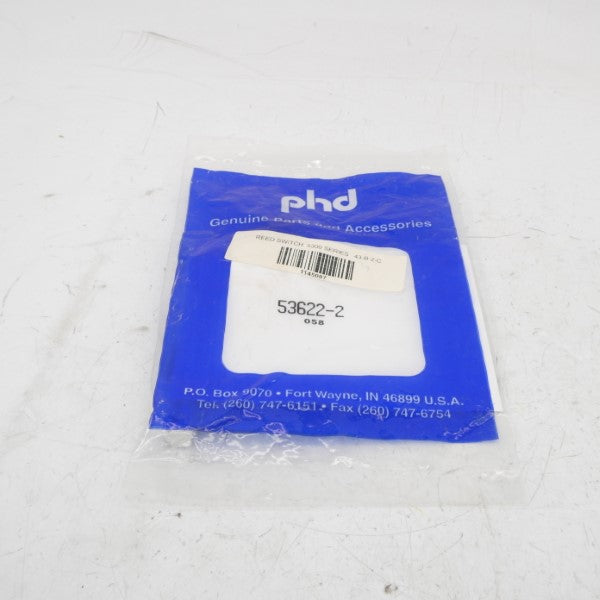 phd
Genuine Parts and Accessories
REED SWITCH 5300 SERIES
53622-2
058
P.O. Box 9070 • Fort Wayne, IN 46899 U.S.A.
Tel. (260) 747-6151 • Fax (260) 747-6754